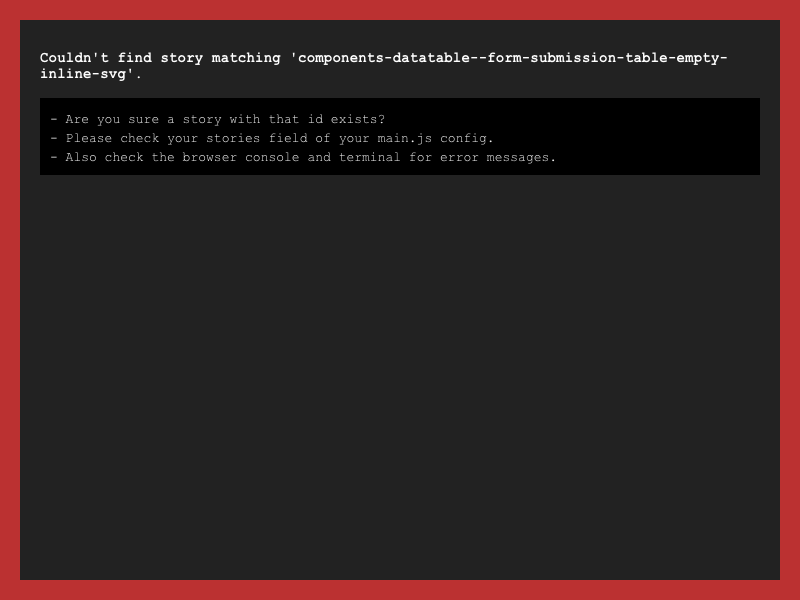 Couldn't find story matching 'components-datatable--form-submission-table-empty-
inline-svg'.
- Are you sure a story with that id exists?
- Please check your stories field of your main.js config.
- Also check the browser console and terminal for error messages.